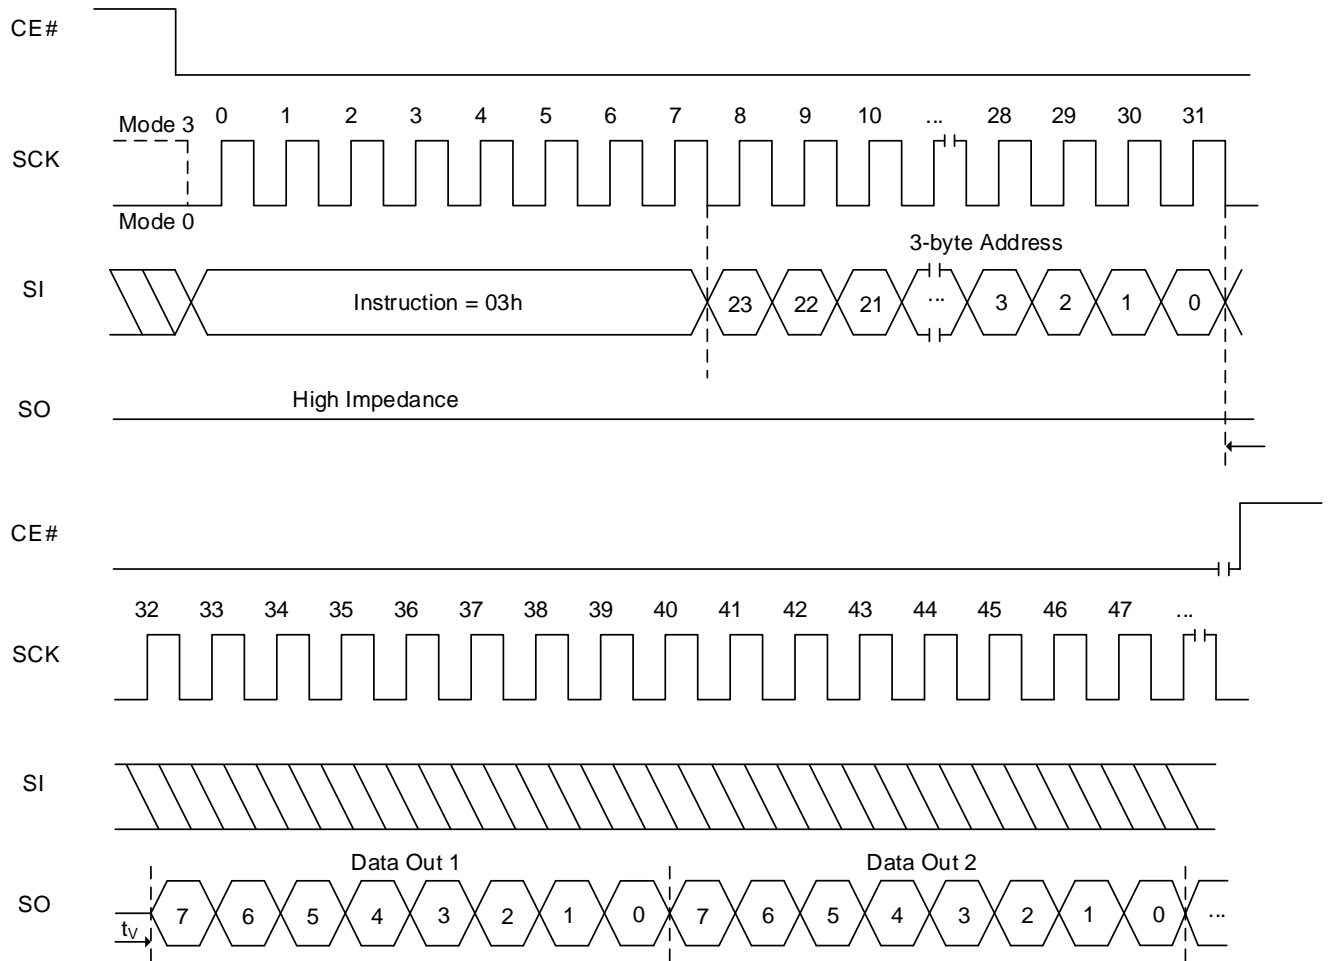 CE#
0 1 2 3 4 5 6 7 8 9 10 ... 28 29 30 31
Mode 3
SCK
Mode 0
3-byte Address
SI
Instruction = 03h 23 22 21 ... 3 2 1 0
High Impedance
SO
CE#
32 33 34 35 36 37 38 39 40 41 42 43 44 45 46 47 ...
SCK
SI
Data Out 1 Data Out 2
SO
7 6 5 4 3 2 1 0 7 6 5 4 3 2 1 0 ...
tV